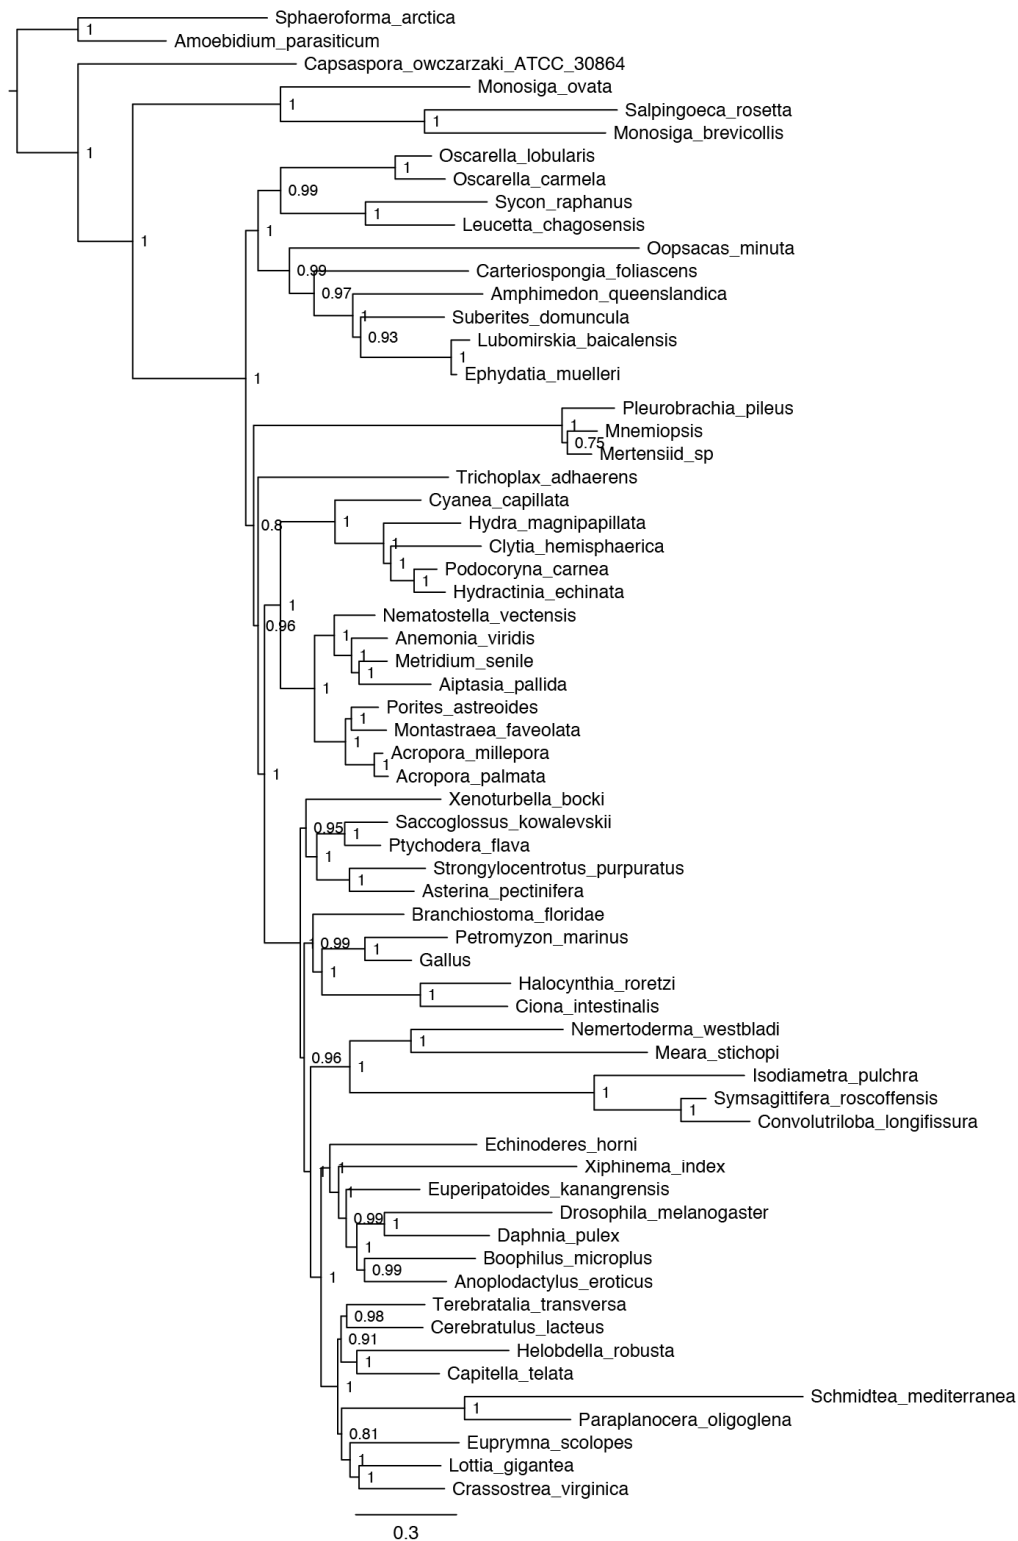 Sphaeroforma_arctica
1
Amoebidium_parasiticum
Capsaspora_owczarzaki_ATCC_30864
Monosiga_ovata
1
Salpingoeca_rosetta
1
Monosiga_brevicollis
1
Oscarella_lobularis
1
Oscarella_carmela
0.99
Sycon_raphanus
1
Leucetta_chagosensis
1
1
Oopsacas_minuta
0.99
Carteriospongia_foliascens
0.97
Amphimedon_queenslandica
1
Suberites_domuncula
0.93
Lubomirskia_baicalensis
1
Ephydatia_muelleri
1
Pleurobrachia_pileus
1
Mnemiopsis
0.75
Mertensiid_sp
Trichoplax_adhaerens
Cyanea_capillata
0.8
1
Hydra_magnipapillata
1
Clytia_hemisphaerica
1
Podocoryna_carnea
1
Hydractinia_echinata
1
Nematostella_vectensis
0.96
1
Anemonia_viridis
1
Metridium_senile
1
Aiptasia_pallida
1
Porites_astreoides
1
Montastraea_faveolata
1
Acropora_millepora
1
Acropora_palmata
1
Xenoturbella_bocki
Saccoglossus_kowalevskii
0.95
1
Ptychodera_flava
1
Strongylocentrotus_purpuratus
1
Asterina_pectinifera
Branchiostoma_floridae
Petromyzon_marinus
0.99
1
Gallus
1
Halocynthia_roretzi
1
Ciona_intestinalis
Nemertoderma_westbladi
1
Meara_stichopi
0.96
1
Isodiametra_pulchra
1
Symsagittifera_roscoffensis
1
Convolutriloba_longifissura
Echinoderes_horni
1
1
Xiphinema_index
1
Euperipatoides_kanangrensis
0.99
Drosophila_melanogaster
1
Daphnia_pulex
1
Boophilus_microplus
0.99
Anoplodactylus_eroticus
1
Terebratalia_transversa
0.98
Cerebratulus_lacteus
0.91
Helobdella_robusta
1
Capitella_telata
1
Schmidtea_mediterranea
1
Paraplanocera_oligoglena
0.81
Euprymna_scolopes
1
Lottia_gigantea
1
Crassostrea_virginica
0.3